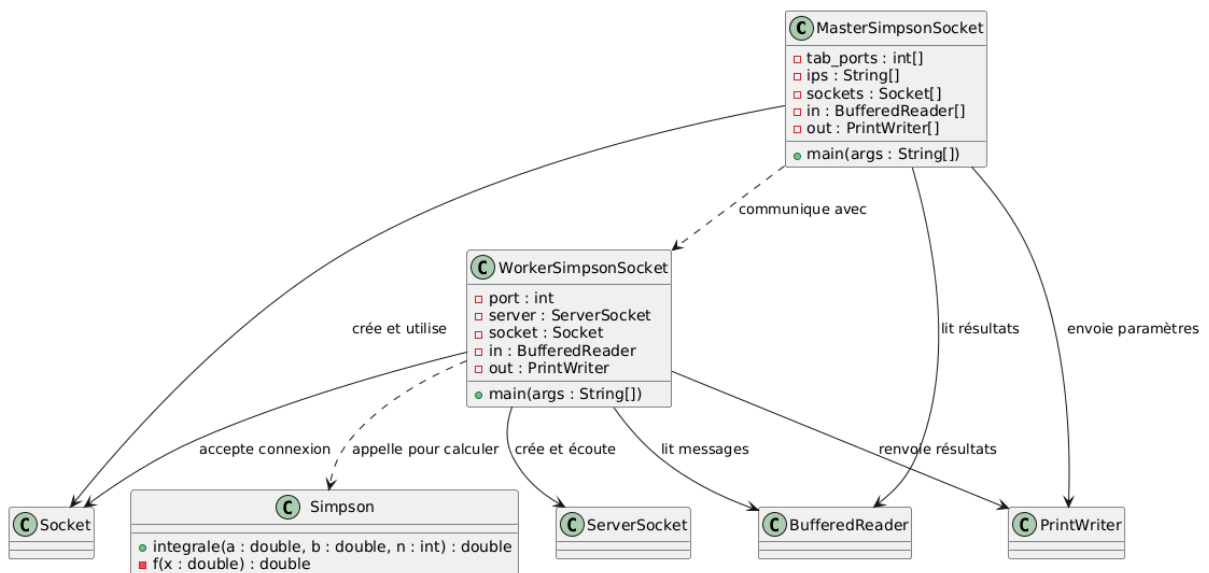 C MasterSimpsonSocket
tab_ports : int[]
ips : String[]
sockets : Socket[]
in : BufferedReader[]
out : PrintWriter[]
main(args : String[])
communique avec
C WorkerSimpsonSocket
port : int
server : ServerSocket
socket : Socket
in : BufferedReader
out : PrintWriter
main(args : String[])
crée et utilise
lit résultats
envoie paramètres
accepte connexion
appelle pour calculer
crée et écoute
lit messages
renvoie résultats
C Socket
C Simpson
integrale(a : double, b : double, n : int) : double
f(x : double) : double
C ServerSocket
C BufferedReader
C PrintWriter